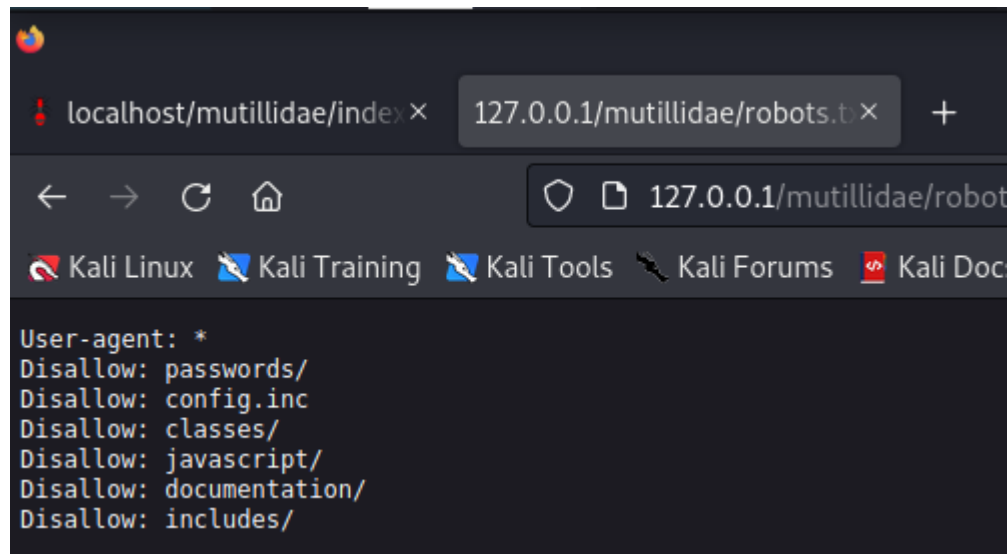 localhost/mutillidae/index
127.0.0.1/mutillidae/robots.t
127.0.0.1/mutillidae/robot
Kali Linux Kali Training Kali Tools Kali Forums Kali Docs
User-agent: *
Disallow: passwords/
Disallow: config.inc
Disallow: classes/
Disallow: javascript/
Disallow: documentation/
Disallow: includes/